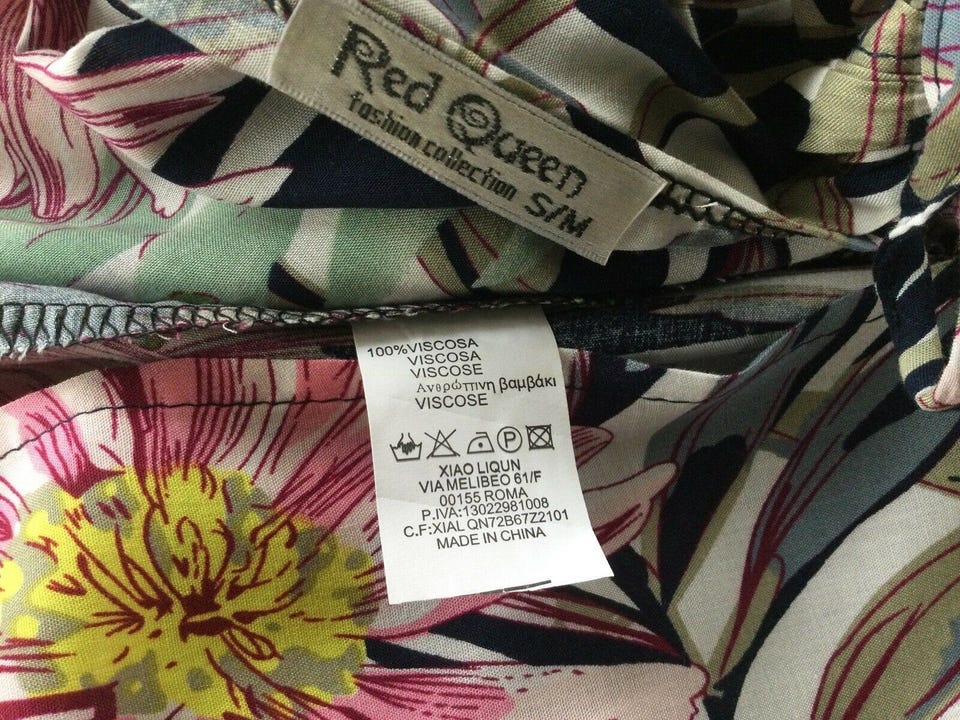 Red Queen
fashion collection
S/M
100%VISCOSA
VISCOSA
VISCOSE
Ανθρώπινη βαμβάκι
VISCOSE
P
XIAO LIQUN
VIA MELIBEO 61/F
00155 ROMA
P.IVA:13022981008
C.F:XIAL QN72B67Z2101
MADE IN CHINA